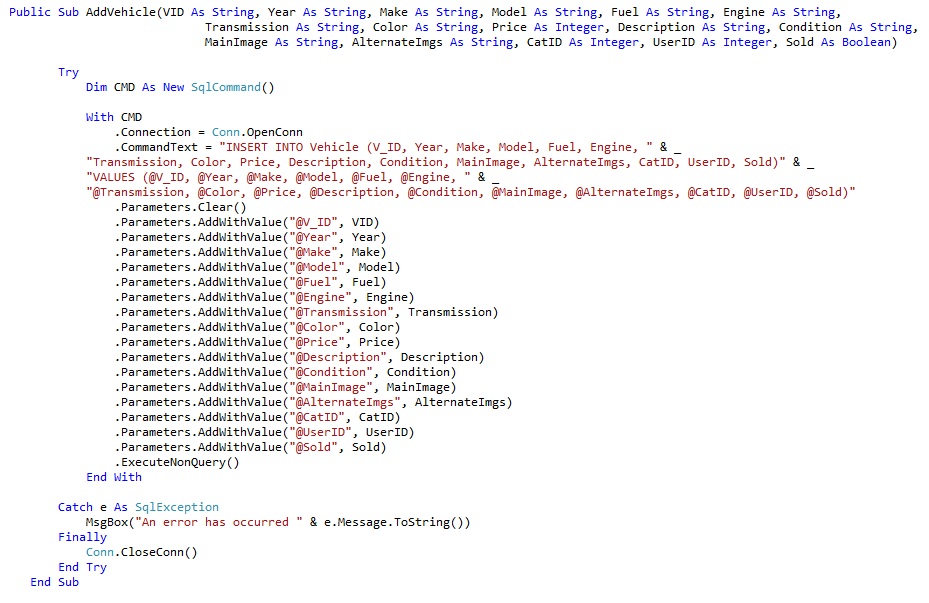 Public Sub AddVehicle(VID As String, Year As String, Make As String, Model As String, Fuel As String, Engine As String,
Transmission As String, Color As String, Price As Integer, Description As String, Condition As String,
MainImage As String, AlternateImgs As String, CatID As Integer, UserID As Integer, Sold As Boolean)
Try
Dim CMD As New SqlCommand()
With CMD
.Connection = Conn.OpenConn
.CommandText = "INSERT INTO Vehicle (V_ID, Year, Make, Model, Fuel, Engine, " & _
"Transmission, Color, Price, Description, Condition, MainImage, AlternateImgs, CatID, UserID, Sold)" & _
"VALUES (@V_ID, @Year, @Make, @Model, @Fuel, @Engine, " & _
"@Transmission, @Color, @Price, @Description, @Condition, @MainImage, @AlternateImgs, @CatID, @UserID, @Sold)"
.Parameters.Clear()
.Parameters.AddWithValue("@V_ID", VID)
.Parameters.AddWithValue("@Year", Year)
.Parameters.AddWithValue("@Make", Make)
.Parameters.AddWithValue("@Model", Model)
.Parameters.AddWithValue("@Fuel", Fuel)
.Parameters.AddWithValue("@Engine", Engine)
.Parameters.AddWithValue("@Transmission", Transmission)
.Parameters.AddWithValue("@Color", Color)
.Parameters.AddWithValue("@Price", Price)
.Parameters.AddWithValue("@Description", Description)
.Parameters.AddWithValue("@Condition", Condition)
.Parameters.AddWithValue("@MainImage", MainImage)
.Parameters.AddWithValue("@AlternateImgs", AlternateImgs)
.Parameters.AddWithValue("@CatID", CatID)
.Parameters.AddWithValue("@UserID", UserID)
.Parameters.AddWithValue("@Sold", Sold)
.ExecuteNonQuery()
End With
Catch e As SqlException
MsgBox("An error has occurred " & e.Message.ToString())
Finally
Conn.CloseConn()
End Try
End Sub